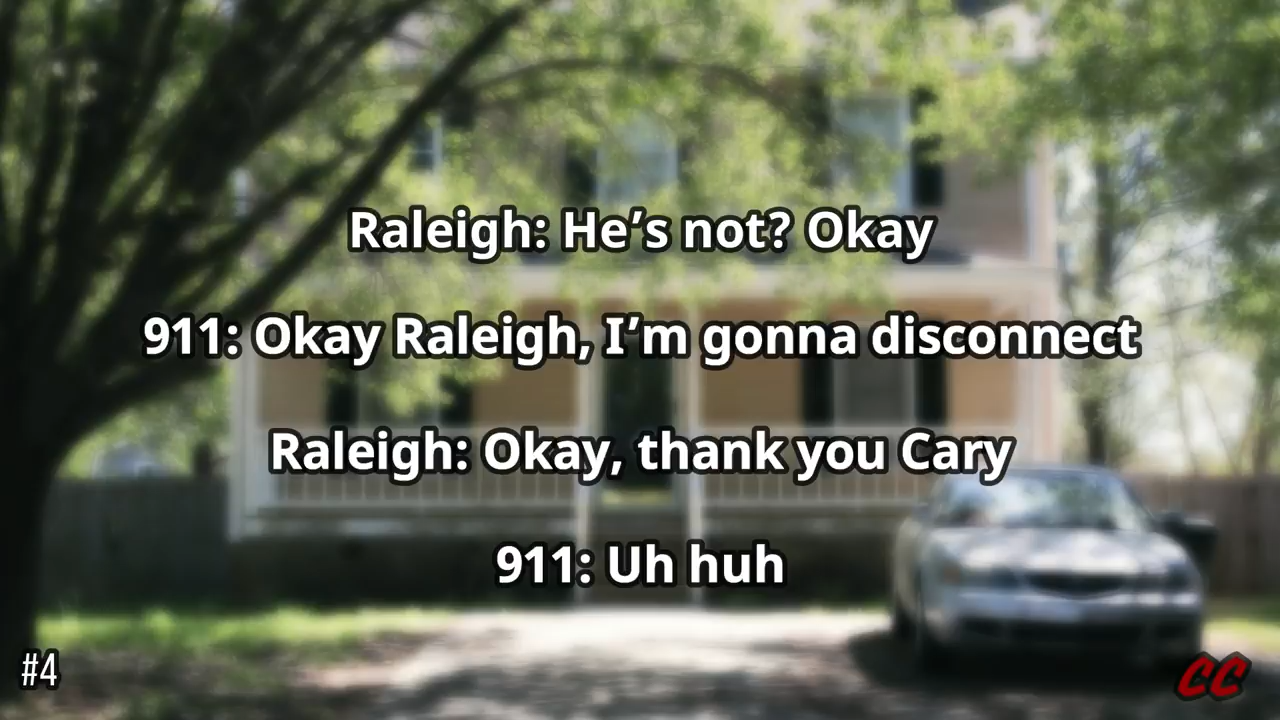 Raleigh: He’s not? Okay
911: Okay Raleigh, I’m gonna disconnect
Raleigh: Okay, thank you Cary
911: Uh huh
#4
CC